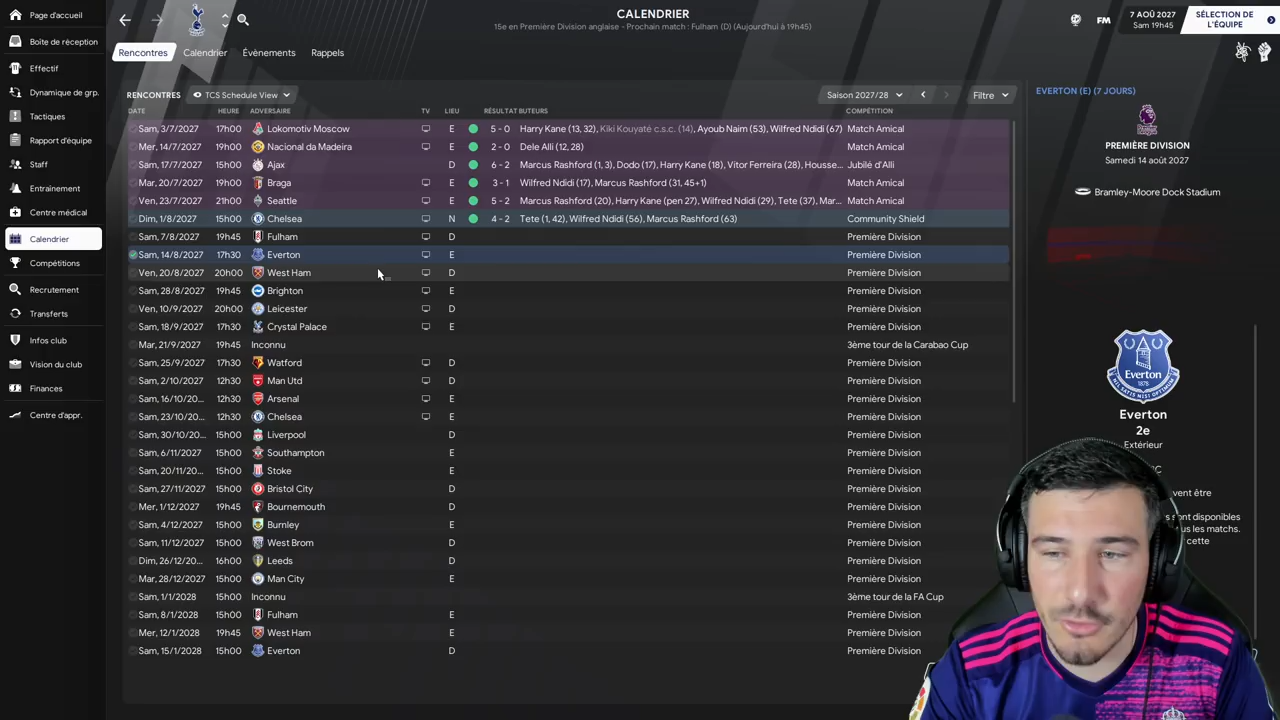 Page d'accueil
Boîte de réception
Effectif
Dynamique de grp.
Tactiques
Rapport d'équipe
Staff
Entraînement
Centre médical
Calendrier
Compétitions
Recrutement
Transferts
Infos club
Vision du club
Finances
Centre d'appr.
CALENDRIER
15e en Première Division anglaise - Prochain match : Fulham (D) (Aujourd'hui à 19h45)
FM
7 AOÛ 2027
Sam 19h45
SÉLECTION DE
L'ÉQUIPE
Rencontres Calendrier Évènements Rappels
RENCONTRES TCS Schedule View Saison 2027/28 Filtre
DATE HEURE ADVERSAIRE TV LIEU RÉSULTAT BUTEURS COMPÉTITION
Sam, 3/7/2027 17h00 Lokomotiv Moscow E 5 - 0 Harry Kane (13, 32), Kiki Kouyaté c.s.c. (14), Ayoub Naim (53), Wilfred Ndidi (67) Match Amical
Mer, 14/7/2027 19h00 Nacional da Madeira E 2 - 0 Dele Alli (12, 28) Match Amical
Sam, 17/7/2027 15h00 Ajax D 6 - 2 Marcus Rashford (1, 3), Dodo (17), Harry Kane (18), Vitor Ferreira (28), Housse... Jubilé d'Alli
Mar, 20/7/2027 19h00 Braga E 3 - 1 Wilfred Ndidi (17), Marcus Rashford (31, 45+1) Match Amical
Ven, 23/7/2027 21h00 Seattle E 5 - 2 Marcus Rashford (20), Harry Kane (pen 27), Wilfred Ndidi (29), Tete (37), Mar... Match Amical
Dim, 1/8/2027 15h00 Chelsea N 4 - 2 Tete (1, 42), Wilfred Ndidi (56), Marcus Rashford (63) Community Shield
Sam, 7/8/2027 19h45 Fulham D Première Division
Sam, 14/8/2027 17h30 Everton E Première Division
Ven, 20/8/2027 20h00 West Ham D Première Division
Sam, 28/8/2027 19h45 Brighton E Première Division
Ven, 10/9/2027 20h00 Leicester D Première Division
Sam, 18/9/2027 17h30 Crystal Palace E Première Division
Mar, 21/9/2027 19h45 Inconnu 3ème tour de la Carabao Cup
Sam, 25/9/2027 17h30 Watford D Première Division
Sam, 2/10/2027 12h30 Man Utd D Première Division
Sam, 16/10/20... 12h30 Arsenal E Première Division
Sam, 23/10/20... 12h30 Chelsea E Première Division
Sam, 30/10/20... 15h00 Liverpool D Première Division
Sam, 6/11/2027 15h00 Southampton E Première Division
Sam, 20/11/20... 15h00 Stoke E Première Division
Sam, 27/11/2027 15h00 Bristol City D Première Division
Mer, 1/12/2027 19h45 Bournemouth D Première Division
Sam, 4/12/2027 15h00 Burnley E Première Division
Sam, 11/12/2027 15h00 West Brom D Première Division
Dim, 26/12/20... 16h00 Leeds D Première Division
Mar, 28/12/2027 15h00 Man City E Première Division
Sam, 1/1/2028 15h00 Inconnu 3ème tour de la FA Cup
Sam, 8/1/2028 15h00 Fulham E Première Division
Mer, 12/1/2028 19h45 West Ham E Première Division
Sam, 15/1/2028 15h00 Everton D Première Division
EVERTON (E) (7 JOURS)
PREMIÈRE DIVISION
Samedi 14 août 2027
Bramley-Moore Dock Stadium
Everton
1878
NIL SATIS NISI OPTIMUM
Everton
2e
Extérieur
sont disponibles
les matchs.
cette